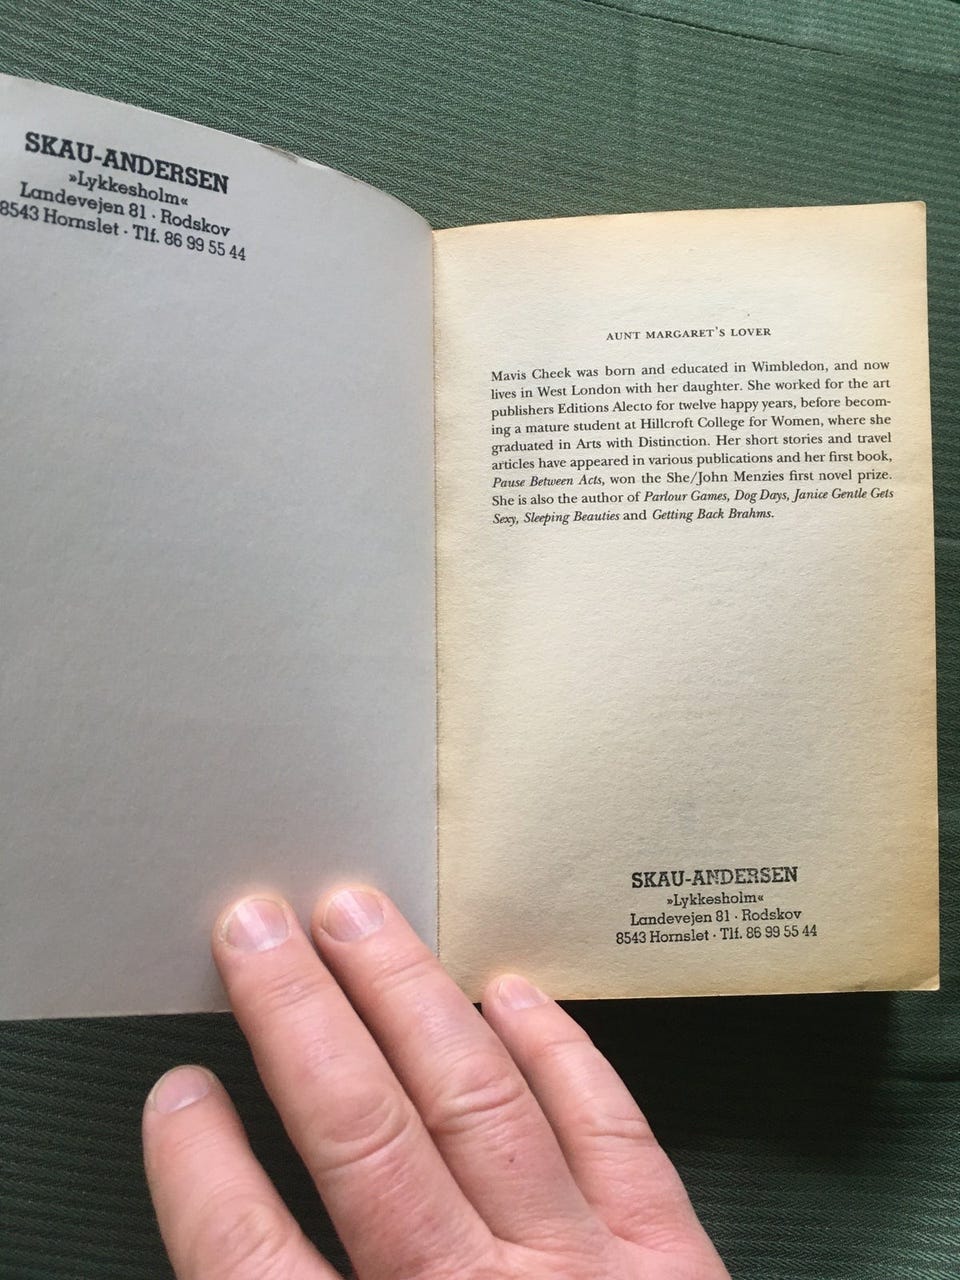 SKAU-ANDERSEN
»Lykkesholm«
Landevejen 81 · Rodskov
8543 Hornslet · Tlf. 86 99 55 44
AUNT MARGARET'S LOVER
Mavis Cheek was born and educated in Wimbledon, and now
lives in West London with her daughter. She worked for the art
publishers Editions Alecto for twelve happy years, before becom-
ing a mature student at Hillcroft College for Women, where she
graduated in Arts with Distinction. Her short stories and travel
articles have appeared in various publications and her first book,
Pause Between Acts, won the She/John Menzies first novel prize.
She is also the author of Parlour Games, Dog Days, Janice Gentle Gets
Sexy, Sleeping Beauties and Getting Back Brahms.
SKAU-ANDERSEN
»Lykkesholm«
Landevejen 81 · Rodskov
8543 Hornslet · Tlf. 86 99 55 44